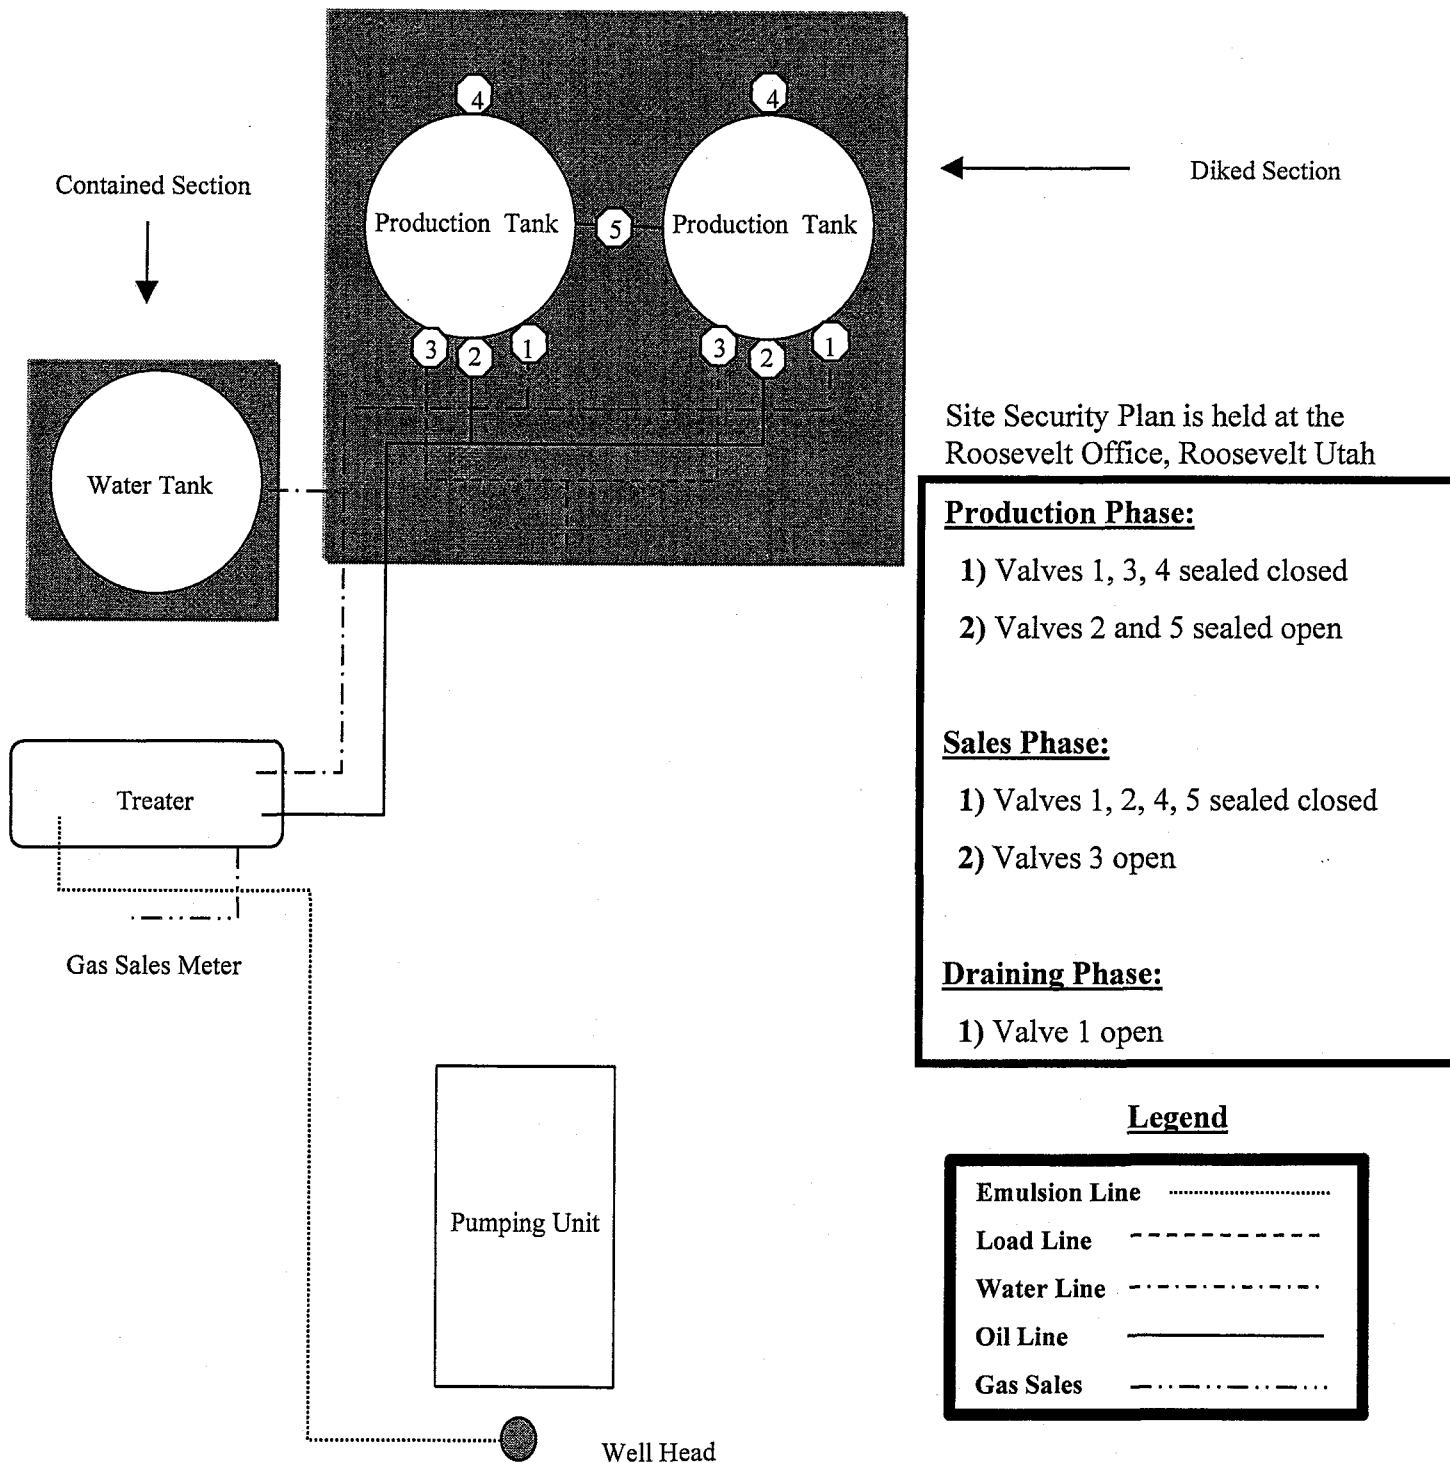 4
4
Contained Section
Diked Section
Production Tank
5
Production Tank
3
2
1
3
2
1
Water Tank
Site Security Plan is held at the
Roosevelt Office, Roosevelt Utah
Production Phase:
1) Valves 1, 3, 4 sealed closed
2) Valves 2 and 5 sealed open
Sales Phase:
1) Valves 1, 2, 4, 5 sealed closed
2) Valves 3 open
Draining Phase:
1) Valve 1 open
Treater
Gas Sales Meter
Pumping Unit
Well Head
Legend
Emulsion Line
Load Line
Water Line
Oil Line
Gas Sales